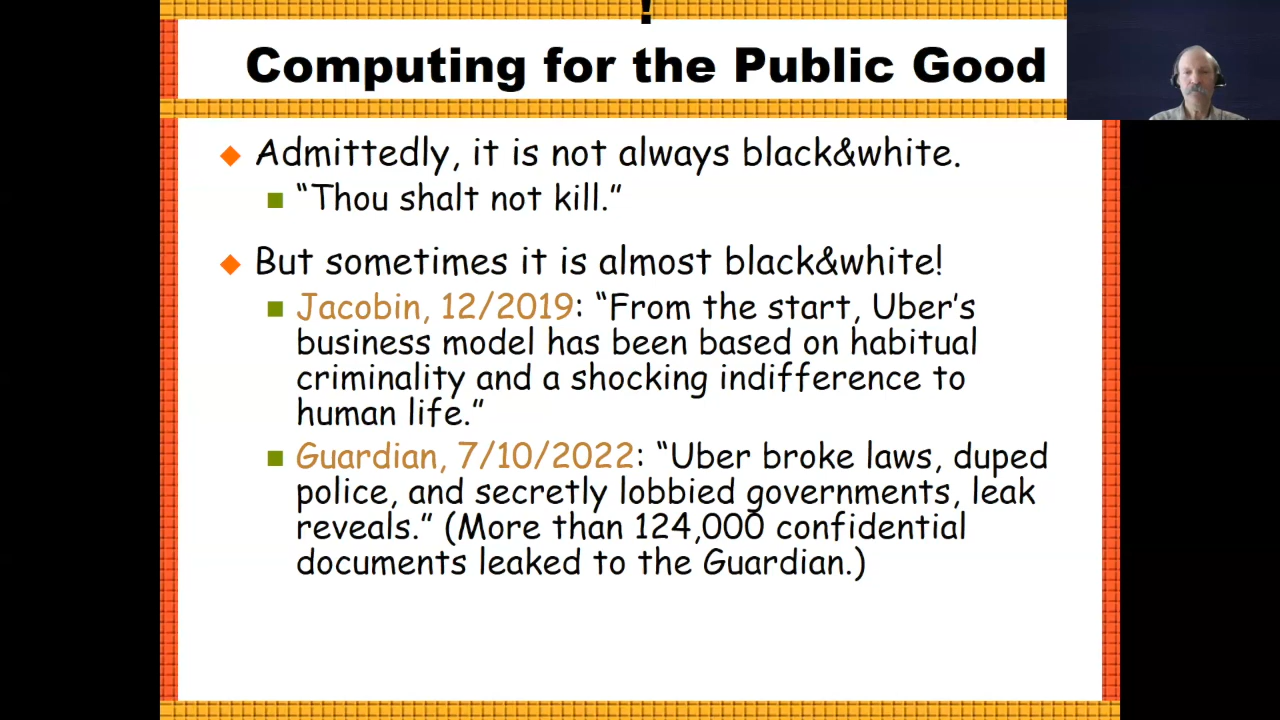 !
Computing for the Public Good
Admittedly, it is not always black&white.
“Thou shalt not kill.”
But sometimes it is almost black&white!
Jacobin, 12/2019: “From the start, Uber’s
business model has been based on habitual
criminality and a shocking indifference to
human life.”
Guardian, 7/10/2022: “Uber broke laws, duped
police, and secretly lobbied governments, leak
reveals.” (More than 124,000 confidential
documents leaked to the Guardian.)